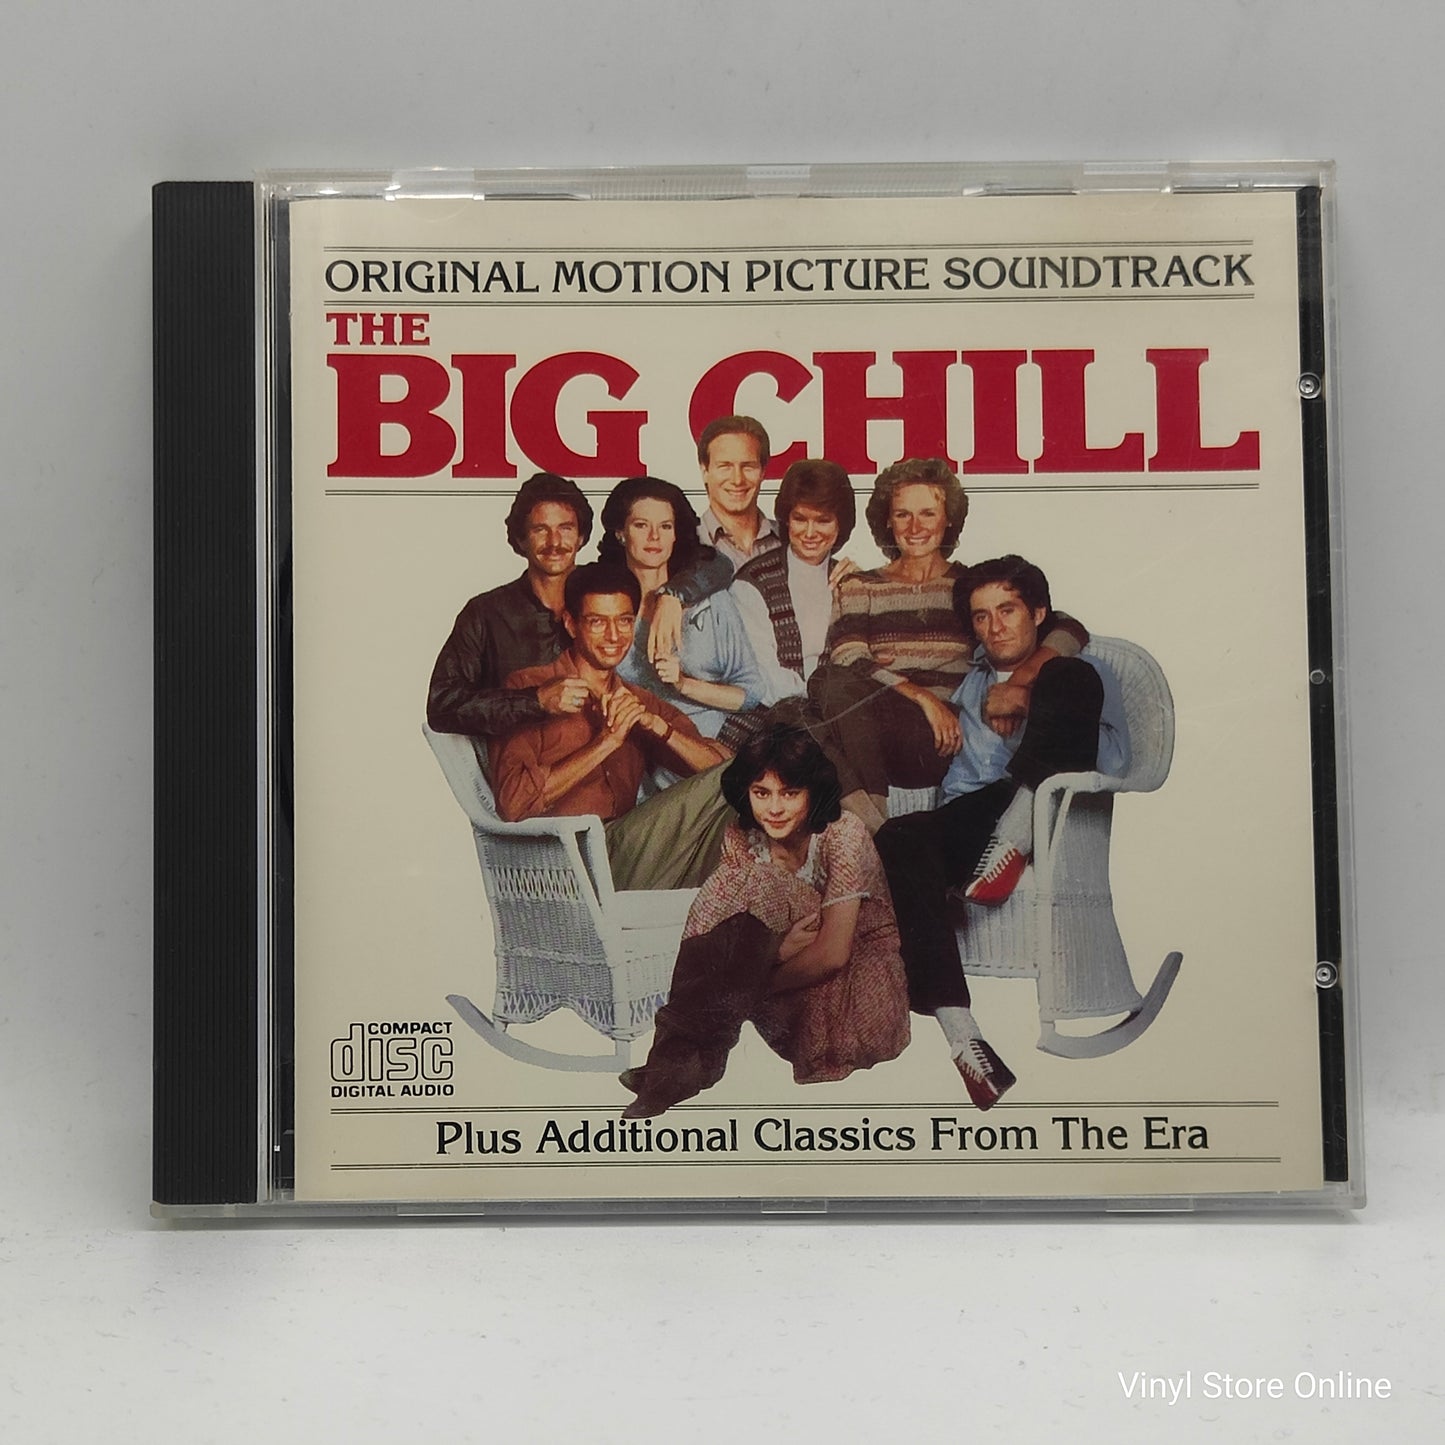 ORIGINAL MOTION PICTURE SOUNDTRACK
THE
BIG CHILL
COMPACT
disc
DIGITAL AUDIO
Plus Additional Classics From The Era
Vinyl Store Online